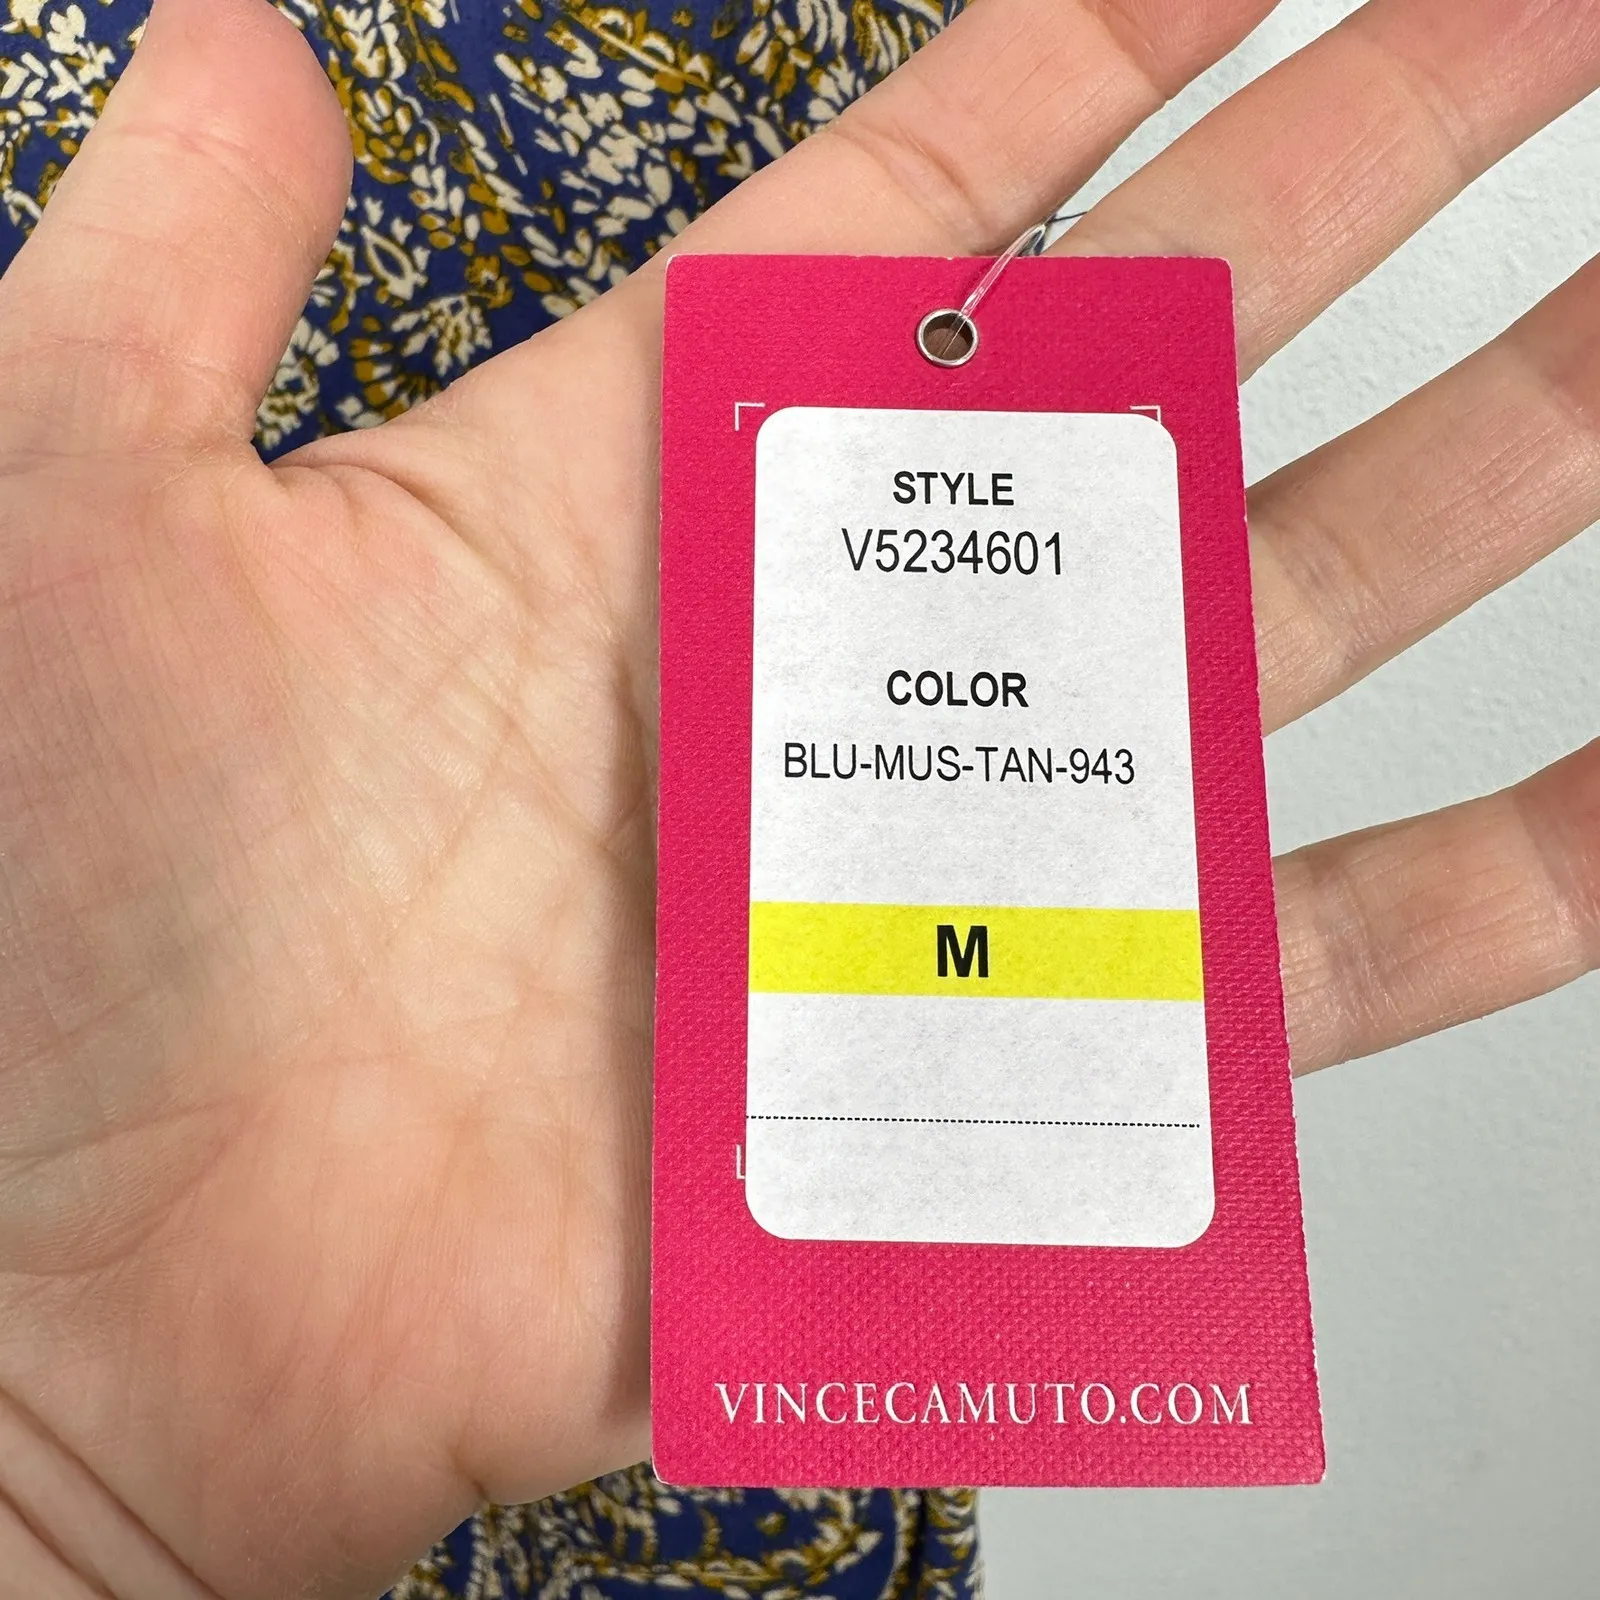 STYLE
V5234601
COLOR
BLU-MUS-TAN-943
M
VINCECAMUTO.COM